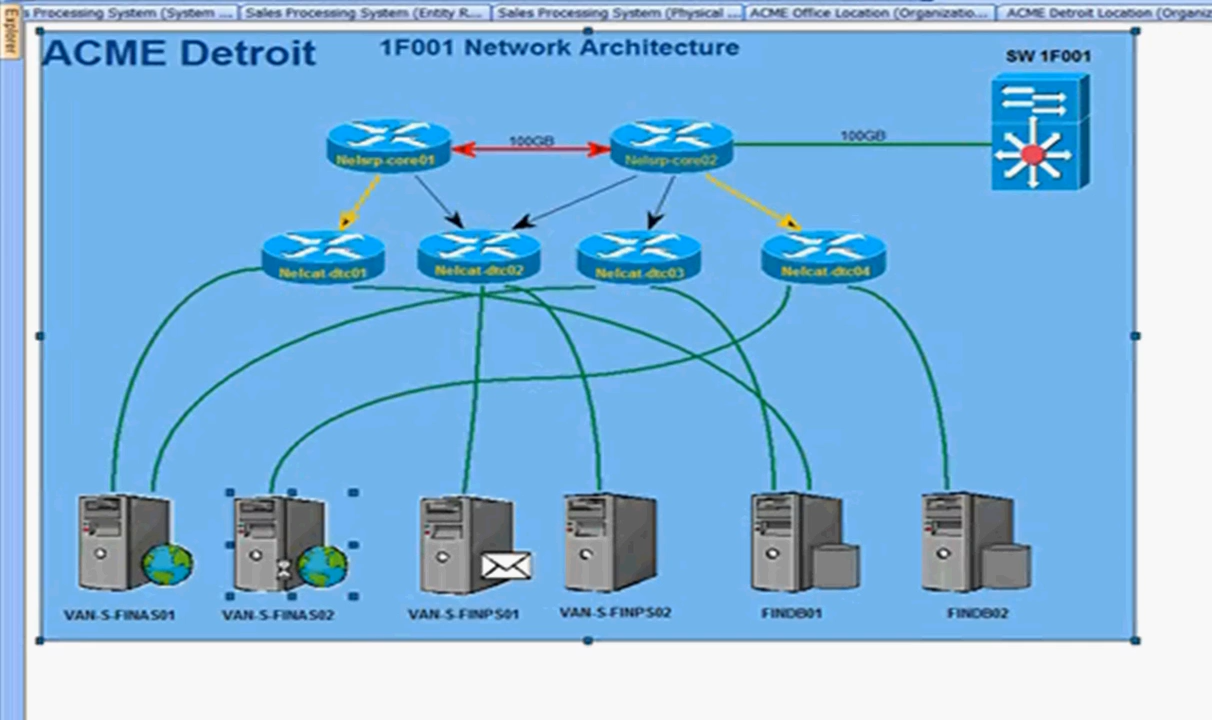 Explorer
s Processing System (System ...
Sales Processing System (Entity R...
Sales Processing System (Physical ...
ACME Office Location (Organizatio...
ACME Detroit Location (Organiz
ACME Detroit
1F001 Network Architecture
SW 1F001
100GB
100GB
Nelsrp-core01
Nelsrp-core02
Nelcat-dtc01
Nelcat-dtc02
Nelcat-dtc03
Nelcat-dtc04
VAN-S-FINAS01
VAN-S-FINAS02
VAN-S-FINPS01
VAN-S-FINPS02
FINDB01
FINDB02